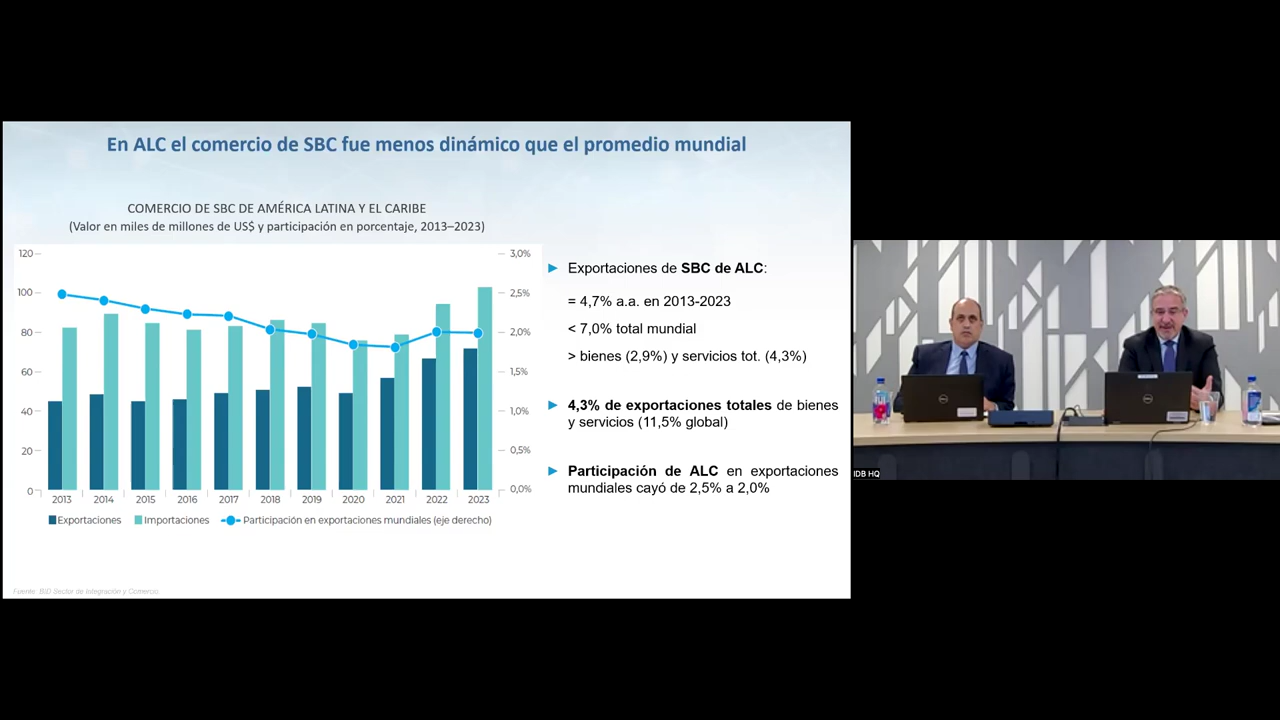 En ALC el comercio de SBC fue menos dinámico que el promedio mundial
COMERCIO DE SBC DE AMÉRICA LATINA Y EL CARIBE
(Valor en miles de millones de US$ y participación en porcentaje, 2013–2023)
120
100
80
60
40
20
0
3,0%
2,5%
2,0%
1,5%
1,0%
0,5%
0,0%
2013 2014 2015 2016 2017 2018 2019 2020 2021 2022 2023
Exportaciones Importaciones Participación en exportaciones mundiales (eje derecho)
Exportaciones de SBC de ALC:
= 4,7% a.a. en 2013-2023
< 7,0% total mundial
> bienes (2,9%) y servicios tot. (4,3%)
4,3% de exportaciones totales de bienes
y servicios (11,5% global)
Participación de ALC en exportaciones
mundiales cayó de 2,5% a 2,0%
Fuente: BID Sector de Integración y Comercio.
IDB HQ